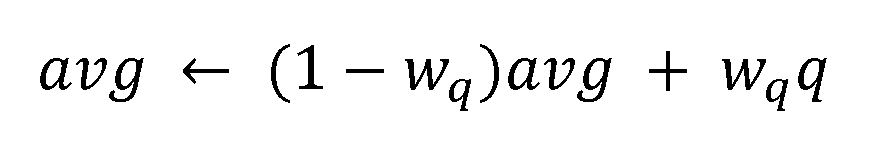 avg ← (1 − w_q)avg + w_q q